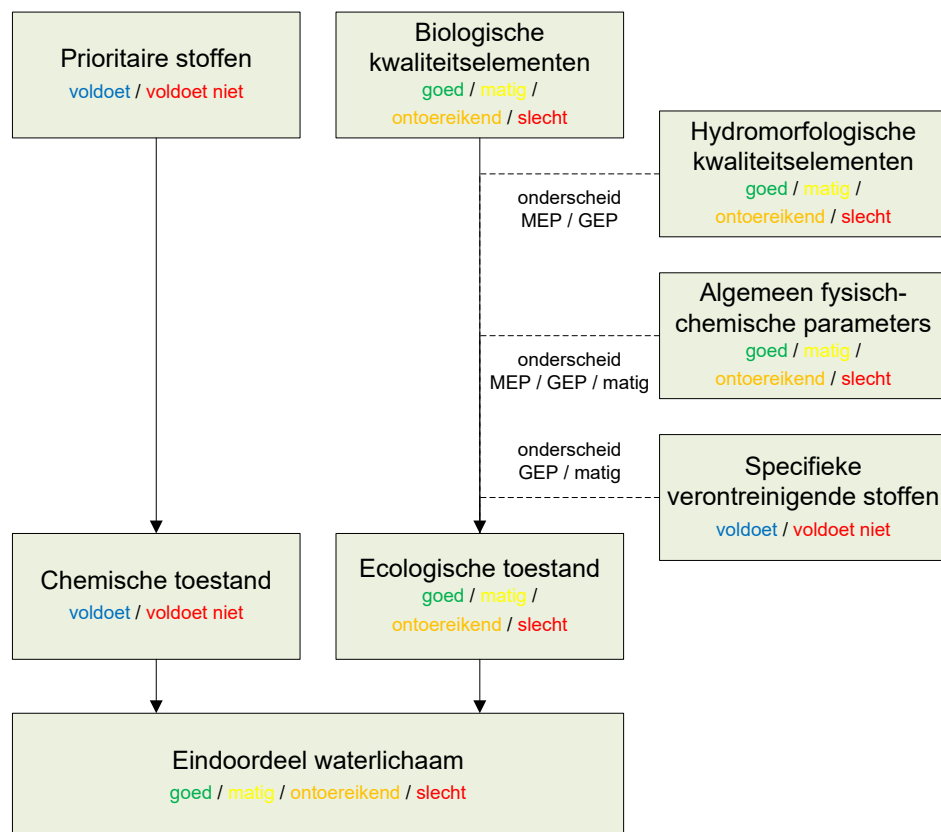 Prioritaire stoffen
voldoet / voldoet niet
Biologische
kwaliteitselementen
goed / matig /
ontoereikend / slecht
Hydromorfologische
kwaliteitselementen
goed / matig /
ontoereikend / slecht
onderscheid
MEP / GEP
Algemeen fysisch-
chemische parameters
goed / matig /
ontoereikend / slecht
onderscheid
MEP / GEP / matig
onderscheid
GEP / matig
Specifieke
verontreinigende stoffen
voldoet / voldoet niet
Chemische toestand
voldoet / voldoet niet
Ecologische toestand
goed / matig /
ontoereikend / slecht
Eindoordeel waterlichaam
goed / matig / ontoereikend / slecht